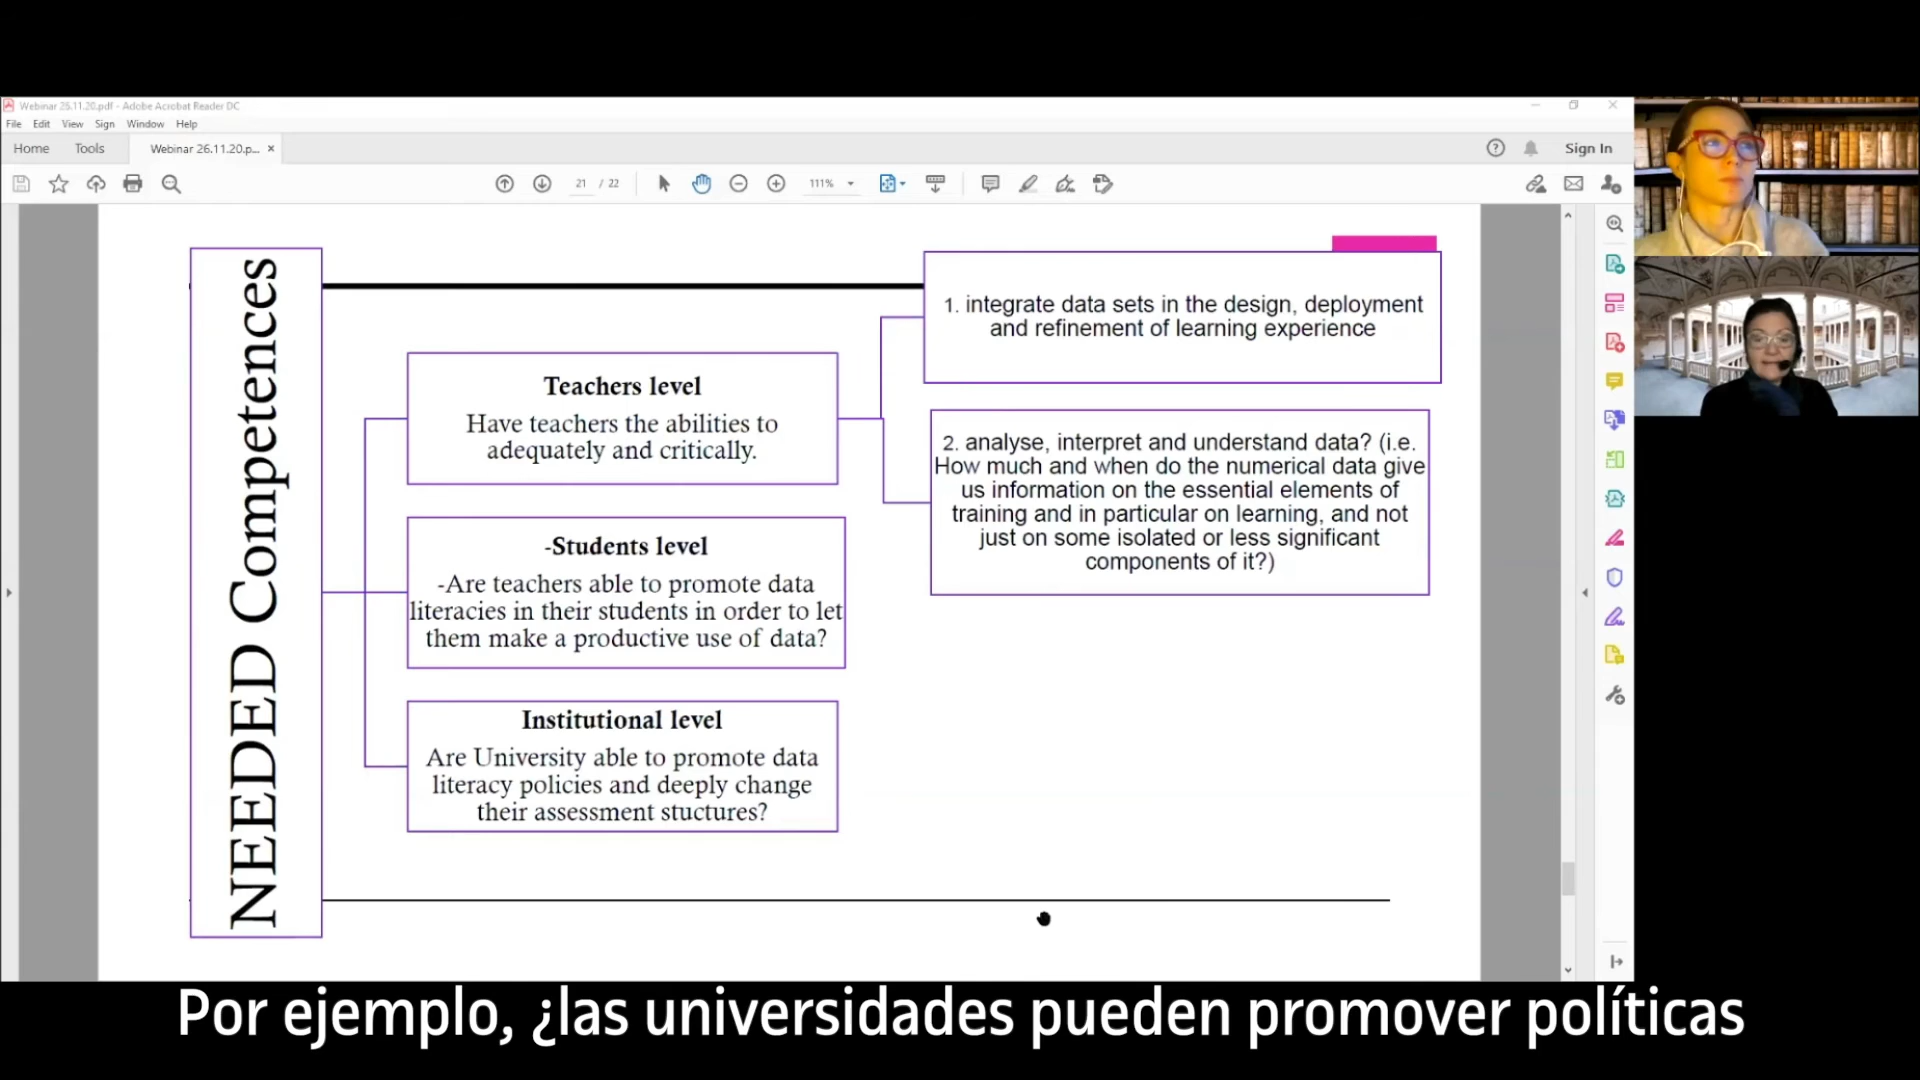 Webinar 26.11.20.pdf - Adobe Acrobat Reader DC
File Edit View Sign Window Help
Home Tools Webinar 26.11.20.p... × Sign In
21 / 22 111%
NEEDED Competences
Teachers level
Have teachers the abilities to
adequately and critically.
1. integrate data sets in the design, deployment
and refinement of learning experience
2. analyse, interpret and understand data? (i.e.
How much and when do the numerical data give
us information on the essential elements of
training and in particular on learning, and not
just on some isolated or less significant
components of it?)
-Students level
-Are teachers able to promote data
literacies in their students in order to let
them make a productive use of data?
Institutional level
Are University able to promote data
literacy policies and deeply change
their assessment stuctures?
Por ejemplo, ¿las universidades pueden promover políticas